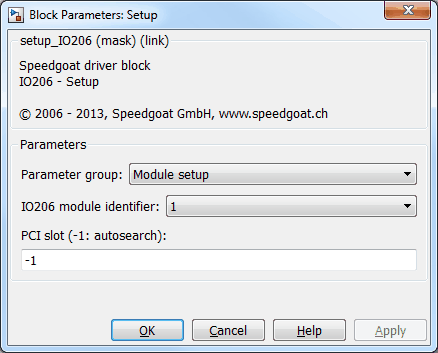 Block Parameters: Setup
setup_IO206 (mask) (link)
Speedgoat driver block
IO206 - Setup
© 2006 - 2013, Speedgoat GmbH, www.speedgoat.ch
Parameters
Parameter group: Module setup
IO206 module identifier: 1
PCI slot (-1: autosearch):
-1
OK Cancel Help Apply